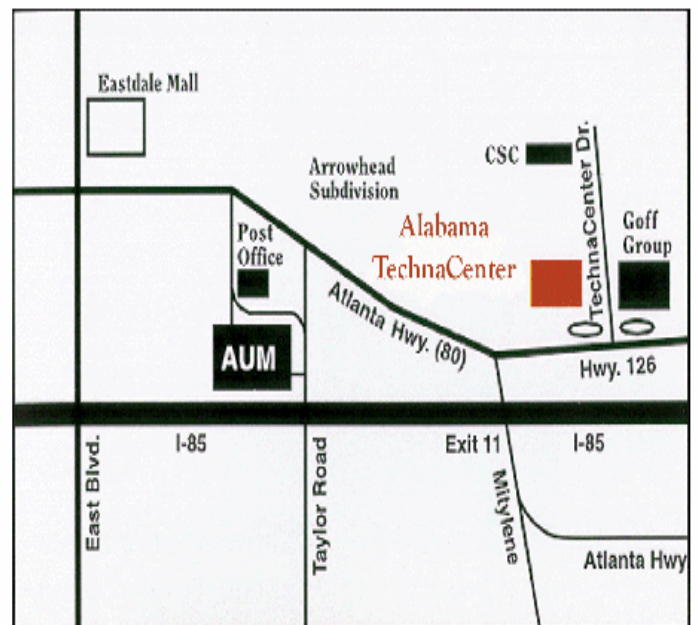 Eastdale Mall
CSC
TechnaCenter Dr.
Arrowhead
Subdivision
Goff
Group
Alabama
TechnaCenter
Post
Office
Atlanta Hwy. (80)
AUM
Hwy. 126
I-85
Exit 11
I-85
East Blvd.
Taylor Road
Mitylene
Atlanta Hwy